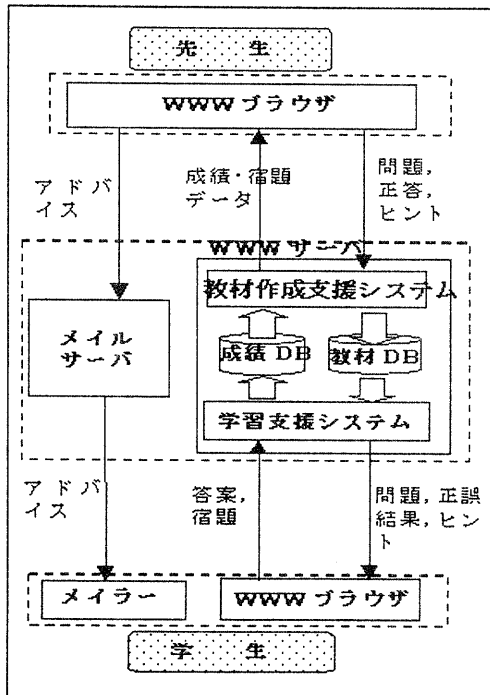 先 生
WWW ブラウザ
アドバ
イス
成績・宿題
データ
問題,
正答,
ヒント
WWW サーバ
教材作成支援システム
メイル
サーバ
成績 DB
教材 DB
学習支援システム
アドバ
イス
答案,
宿題
問題, 正誤
結果, ヒン
ト
メイラー
WWW ブラウザ
学 生